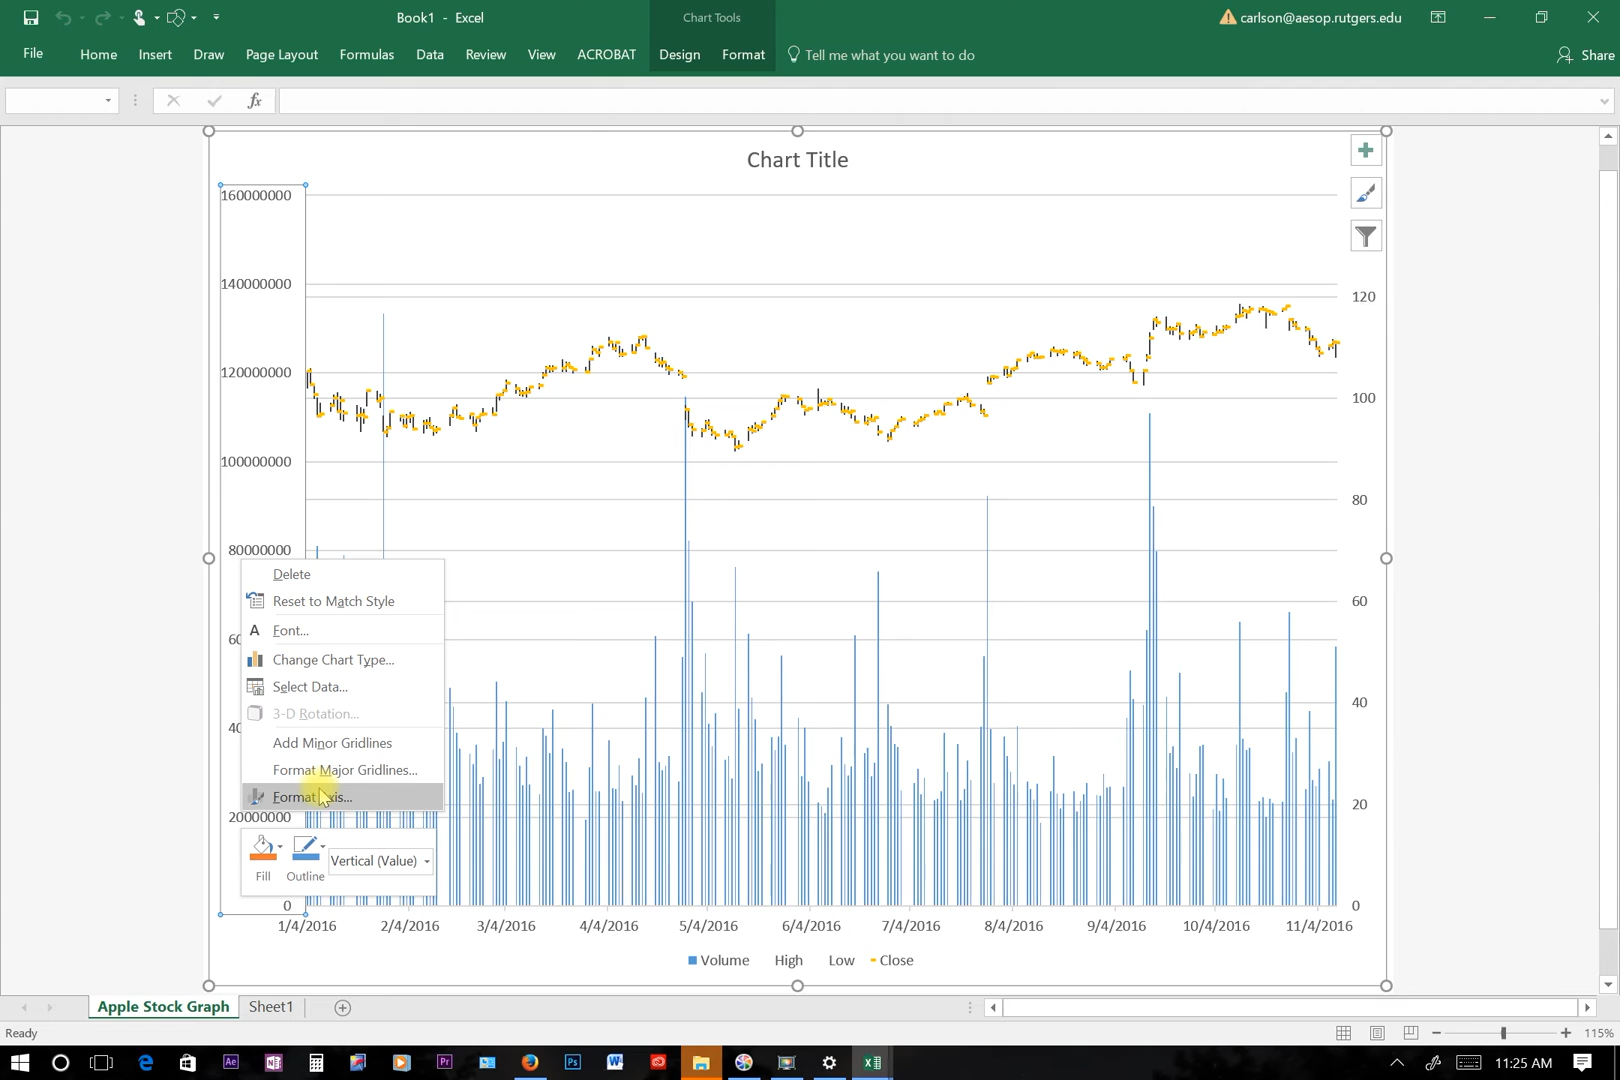 Book1 - Excel
Chart Tools
carlson@aesop.rutgers.edu
File Home Insert Draw Page Layout Formulas Data Review View ACROBAT Design Format Tell me what you want to do Share
fx
Chart Title
160000000
140000000
120
120000000
100
100000000
80
80000000
Delete
Reset to Match Style
60
Font...
Change Chart Type...
Select Data...
40
3-D Rotation...
Add Minor Gridlines
Format Major Gridlines...
Format
20
20000000
Vertical (Value)
Fill Outline
0
0
1/4/2016 2/4/2016 3/4/2016 4/4/2016 5/4/2016 6/4/2016 7/4/2016 8/4/2016 9/4/2016 10/4/2016 11/4/2016
Volume High Low Close
Apple Stock Graph Sheet1
Ready
115%
11:25 AM